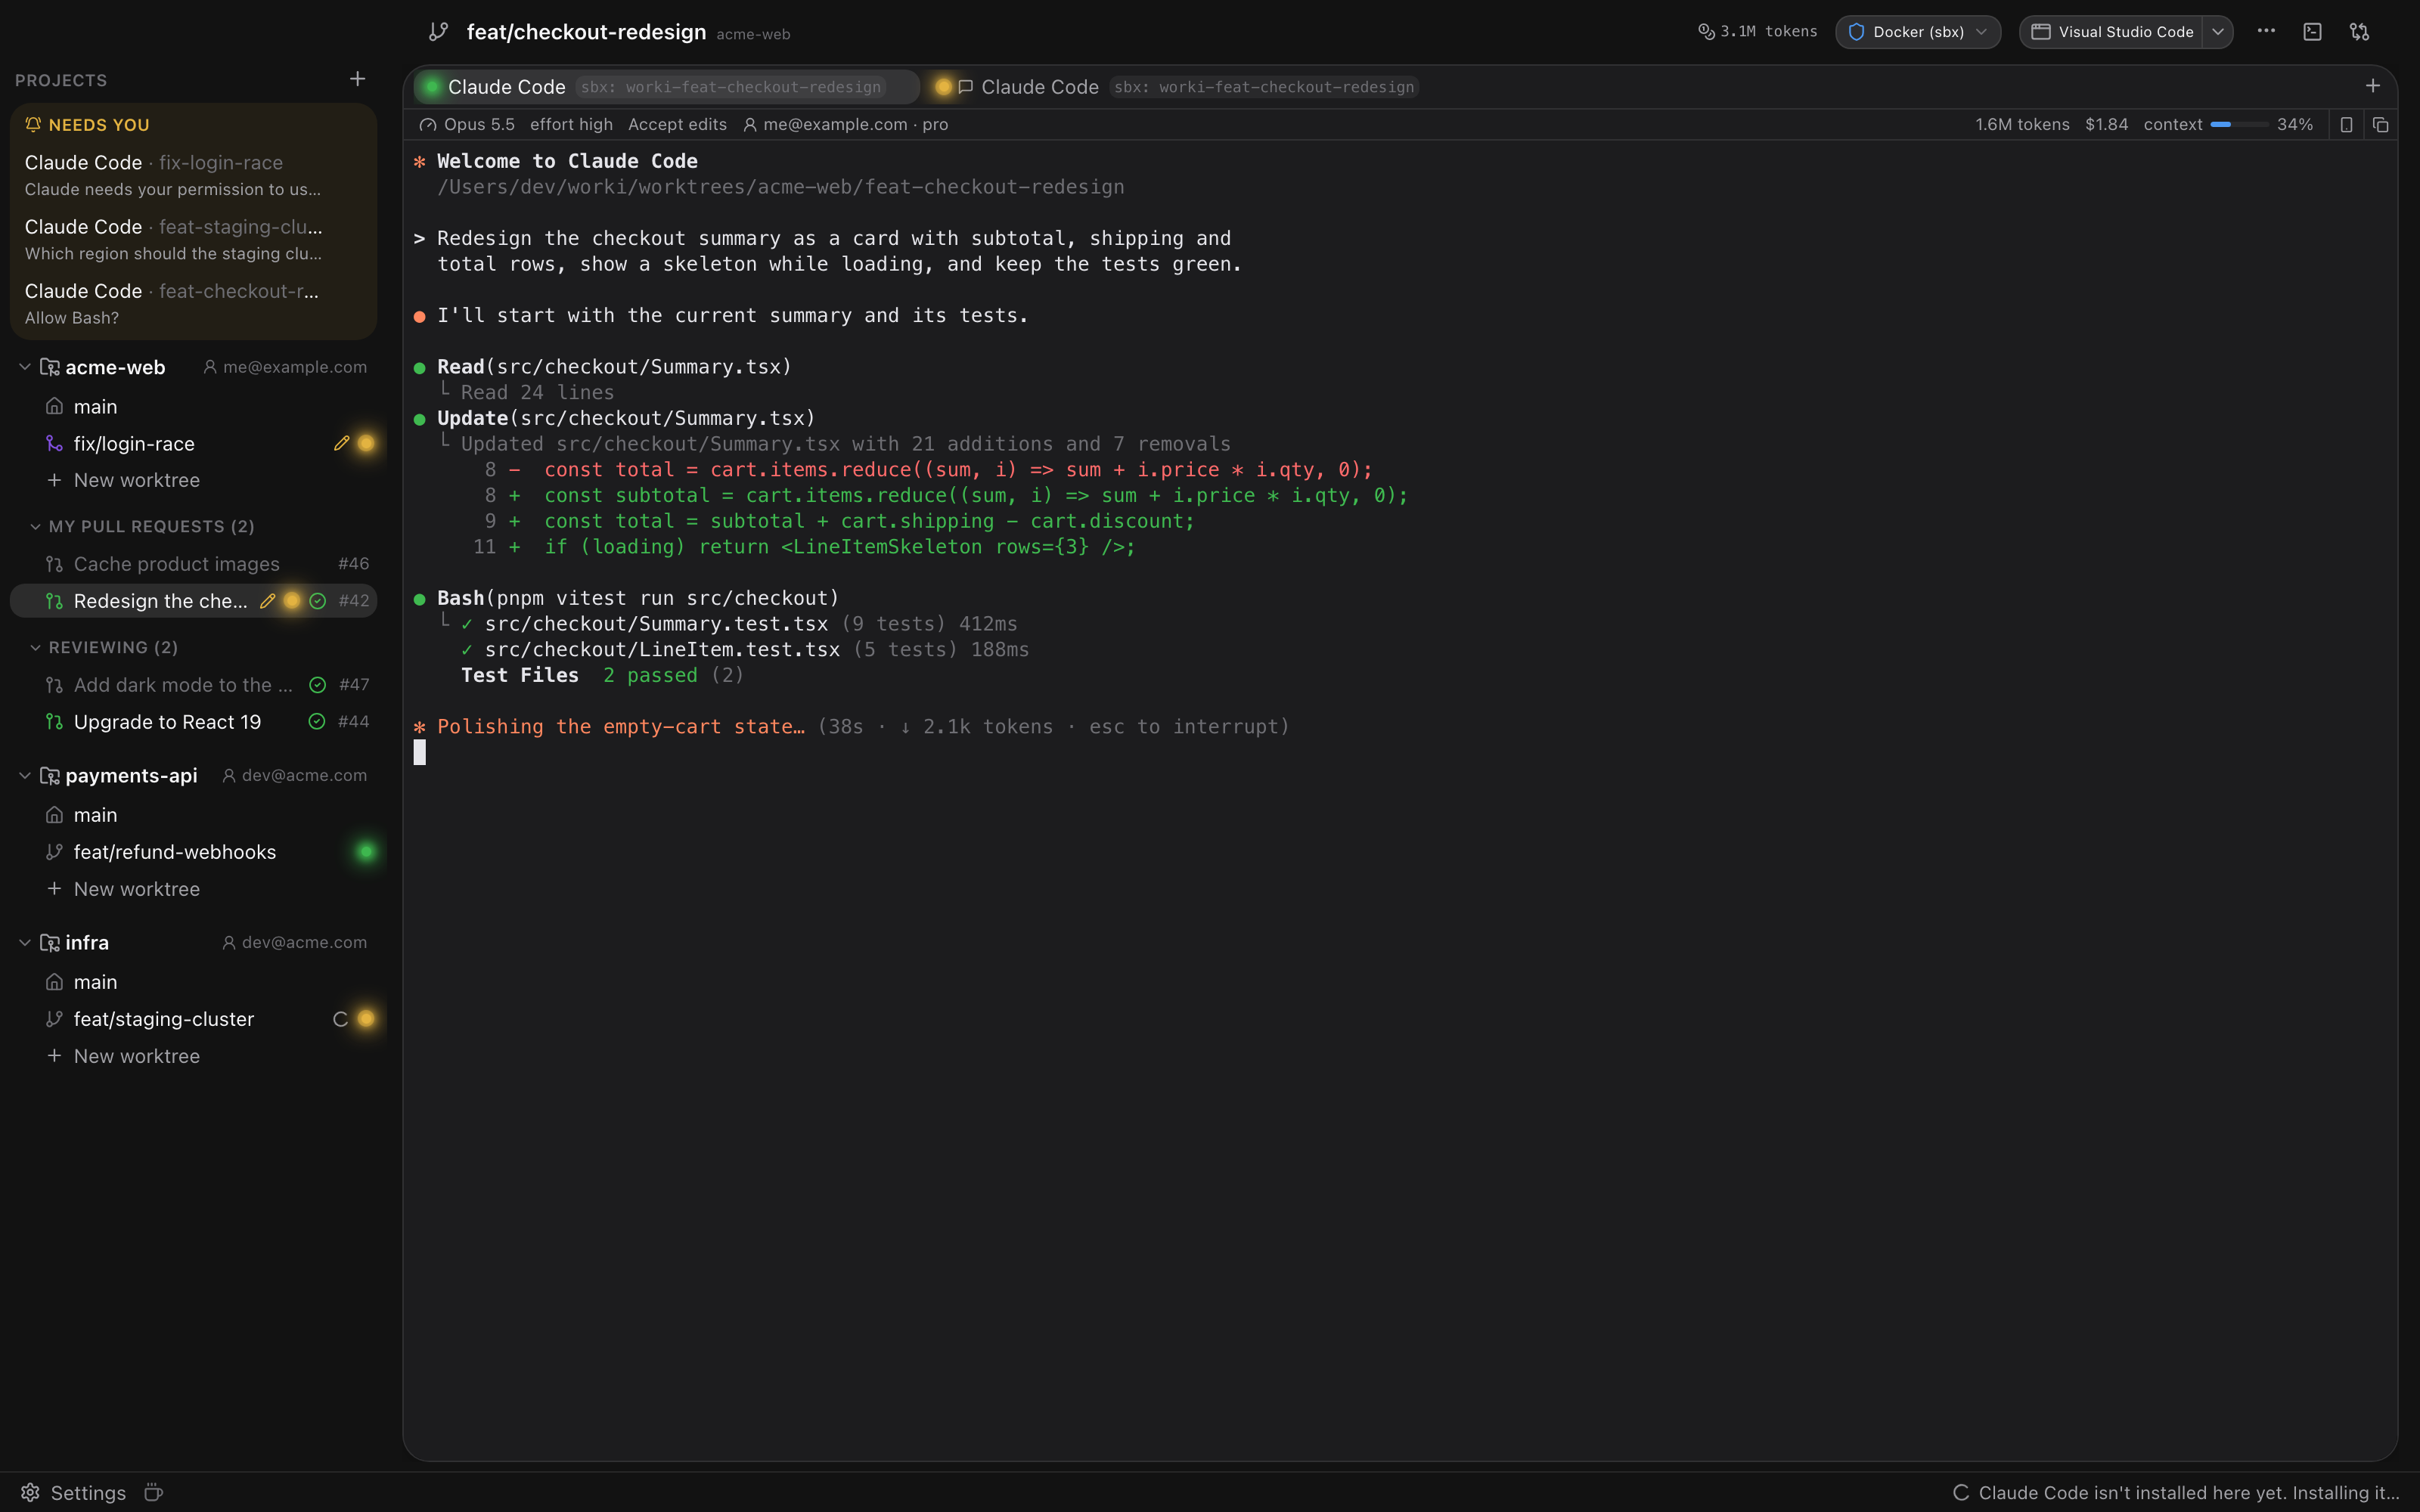 feat/checkout-redesign acme-web
3.1M tokens
Docker (sbx)
Visual Studio Code
PROJECTS
NEEDS YOU
Claude Code · fix-login-race
Claude needs your permission to us...
Claude Code · feat-staging-clu...
Which region should the staging clu...
Claude Code · feat-checkout-r...
Allow Bash?
acme-web me@example.com
main
fix/login-race
New worktree
MY PULL REQUESTS (2)
Cache product images #46
Redesign the che... #42
REVIEWING (2)
Add dark mode to the ... #47
Upgrade to React 19 #44
payments-api dev@acme.com
main
feat/refund-webhooks
New worktree
infra dev@acme.com
main
feat/staging-cluster
New worktree
Claude Code sbx: worki-feat-checkout-redesign
Claude Code sbx: worki-feat-checkout-redesign
Opus 5.5 effort high Accept edits me@example.com · pro
1.6M tokens $1.84 context 34%
✻ Welcome to Claude Code
/Users/dev/worki/worktrees/acme-web/feat-checkout-redesign
> Redesign the checkout summary as a card with subtotal, shipping and
total rows, show a skeleton while loading, and keep the tests green.
● I'll start with the current summary and its tests.
● Read(src/checkout/Summary.tsx)
└ Read 24 lines
● Update(src/checkout/Summary.tsx)
└ Updated src/checkout/Summary.tsx with 21 additions and 7 removals
8 - const total = cart.items.reduce((sum, i) => sum + i.price * i.qty, 0);
8 + const subtotal = cart.items.reduce((sum, i) => sum + i.price * i.qty, 0);
9 + const total = subtotal + cart.shipping - cart.discount;
11 + if (loading) return <LineItemSkeleton rows={3} />;
● Bash(pnpm vitest run src/checkout)
└ ✓ src/checkout/Summary.test.tsx (9 tests) 412ms
✓ src/checkout/LineItem.test.tsx (5 tests) 188ms
Test Files 2 passed (2)
✻ Polishing the empty-cart state… (38s · ↓ 2.1k tokens · esc to interrupt)
Settings
Claude Code isn't installed here yet. Installing it...